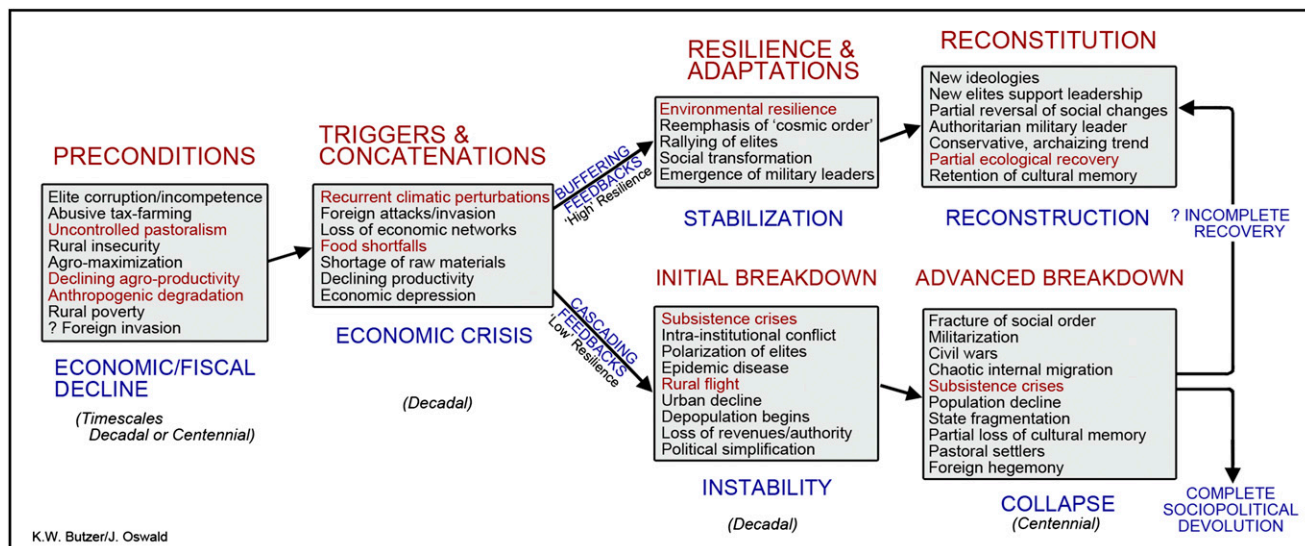 PRECONDITIONS
Elite corruption/incompetence
Abusive tax-farming
Uncontrolled pastoralism
Rural insecurity
Agro-maximization
Declining agro-productivity
Anthropogenic degradation
Rural poverty
? Foreign invasion
ECONOMIC/FISCAL
DECLINE
(Timescales
Decadal or Centennial)
TRIGGERS &
CONCATENATIONS
Recurrent climatic perturbations
Foreign attacks/invasion
Loss of economic networks
Food shortfalls
Shortage of raw materials
Declining productivity
Economic depression
ECONOMIC CRISIS
(Decadal)
BUFFERING
FEEDBACKS
'High' Resilience
CASCADING
FEEDBACKS
'Low' Resilience
RESILIENCE &
ADAPTATIONS
Environmental resilience
Reemphasis of 'cosmic order'
Rallying of elites
Social transformation
Emergence of military leaders
STABILIZATION
RECONSTITUTION
New ideologies
New elites support leadership
Partial reversal of social changes
Authoritarian military leader
Conservative, archaizing trend
Partial ecological recovery
Retention of cultural memory
RECONSTRUCTION
? INCOMPLETE
RECOVERY
INITIAL BREAKDOWN
Subsistence crises
Intra-institutional conflict
Polarization of elites
Epidemic disease
Rural flight
Urban decline
Depopulation begins
Loss of revenues/authority
Political simplification
INSTABILITY
(Decadal)
ADVANCED BREAKDOWN
Fracture of social order
Militarization
Civil wars
Chaotic internal migration
Subsistence crises
Population decline
State fragmentation
Partial loss of cultural memory
Pastoral settlers
Foreign hegemony
COLLAPSE
(Centennial)
COMPLETE
SOCIOPOLITICAL
DEVOLUTION
K.W. Butzer/J. Oswald